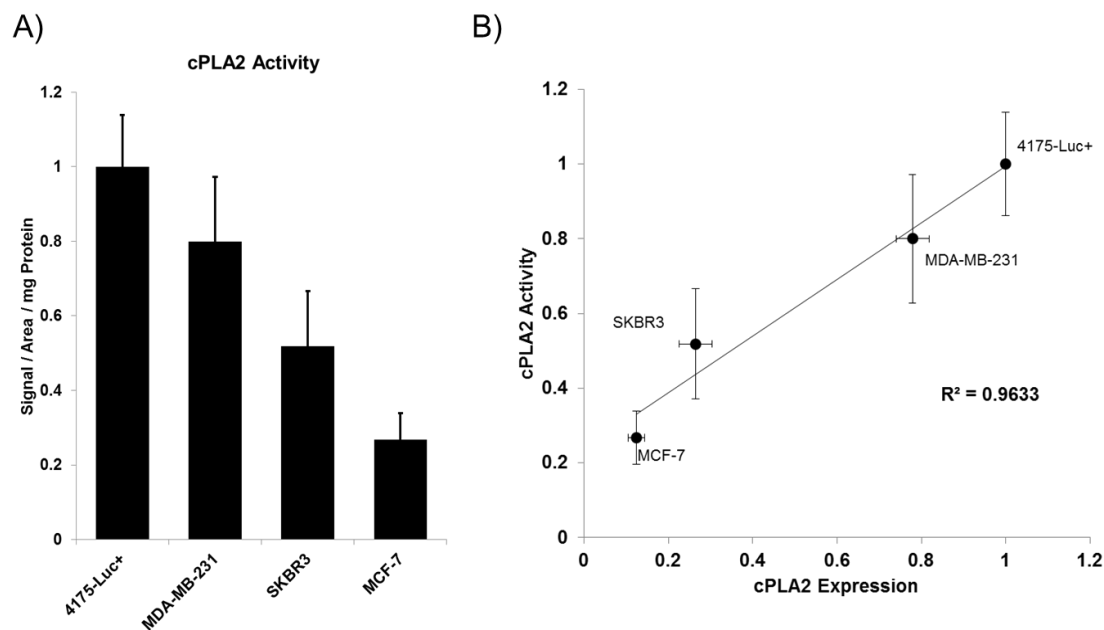 A)
cPLA2 Activity
Signal / Area / mg Protein
1.2
1
0.8
0.6
0.4
0.2
0
4175-Luc+
MDA-MB-231
SKBR3
MCF-7
B)
cPLA2 Activity
1.2
1
0.8
0.6
0.4
0.2
0
4175-Luc+
MDA-MB-231
SKBR3
R² = 0.9633
MCF-7
0 0.2 0.4 0.6 0.8 1 1.2
cPLA2 Expression